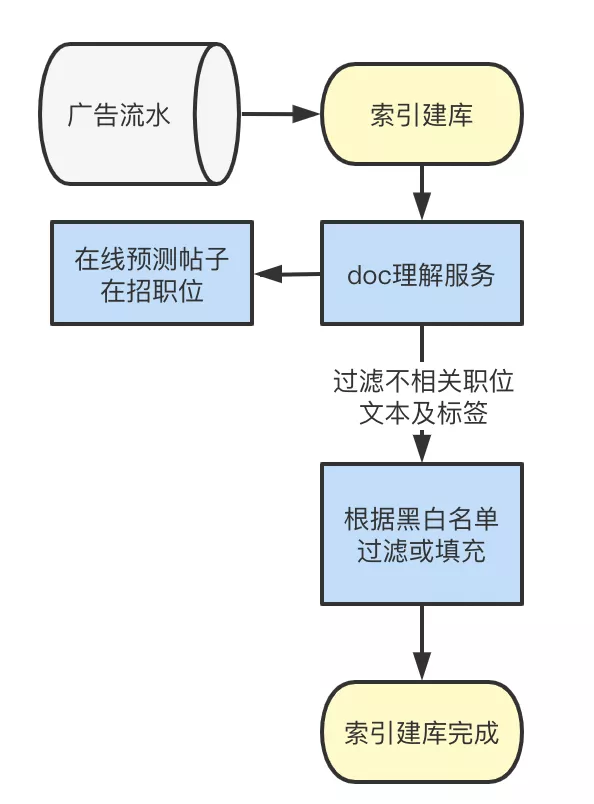 广告流水
索引建库
在线预测帖子
在招职位
doc理解服务
过滤不相关职位
文本及标签
根据黑白名单
过滤或填充
索引建库完成